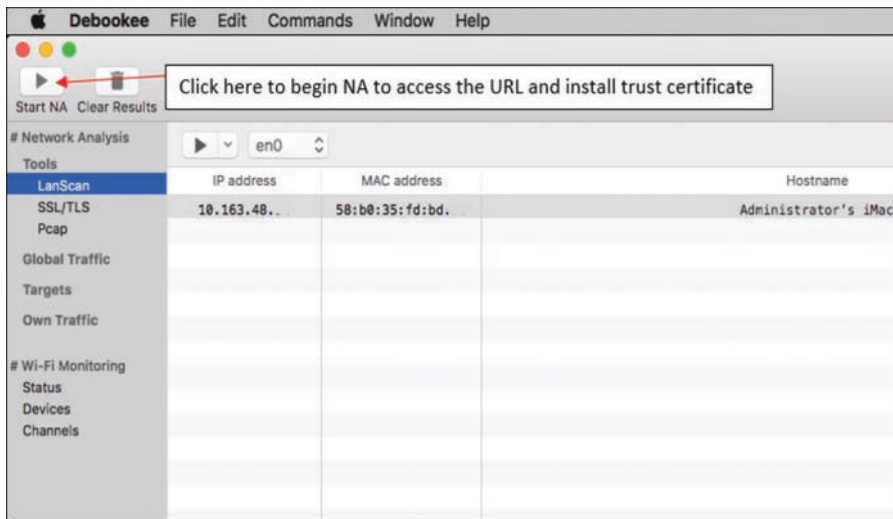 Debookee File Edit Commands Window Help
Click here to begin NA to access the URL and install trust certificate
Start NA Clear Results
# Network Analysis
Tools
LanScan
SSL/TLS
Pcap
Global Traffic
Targets
Own Traffic
# Wi-Fi Monitoring
Status
Devices
Channels
en0
IP address MAC address Hostname
10.163.48. 58:b0:35:fd:bd. Administrator's iMac